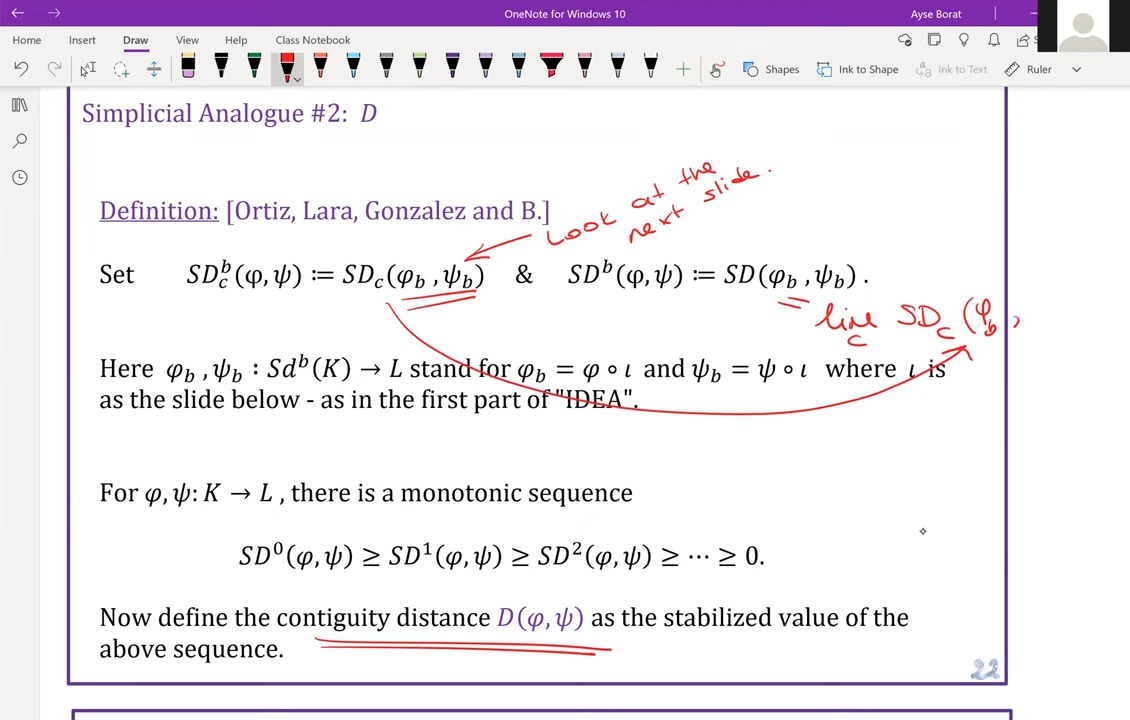 OneNote for Windows 10
Ayse Borat
Home Insert Draw View Help Class Notebook
Shapes Ink to Shape Ink to Text Ruler
Simplicial Analogue #2: D
Look at the
next slide.
Definition: [Ortiz, Lara, Gonzalez and B.]
Set SD_c^b(φ,ψ) ≔ SD_c(φ_b ,ψ_b) & SD^b(φ,ψ) ≔ SD(φ_b ,ψ_b) .
lim_c SD_c (φ_b ,
Here φ_b ,ψ_b : Sd^b(K) → L stand for φ_b = φ ∘ ι and ψ_b = ψ ∘ ι where ι is
as the slide below - as in the first part of "IDEA".
For φ,ψ: K → L , there is a monotonic sequence
SD^0(φ,ψ) ≥ SD^1(φ,ψ) ≥ SD^2(φ,ψ) ≥ ⋯ ≥ 0.
Now define the contiguity distance D(φ,ψ) as the stabilized value of the
above sequence.
22